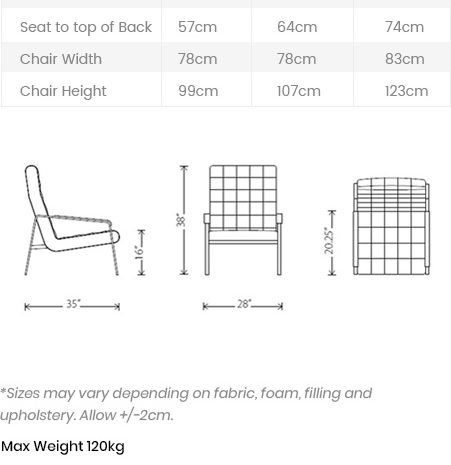 Seat to top of Back 57cm 64cm 74cm
Chair Width 78cm 78cm 83cm
Chair Height 99cm 107cm 123cm
38"
16"
20.25"
35"
28"
*Sizes may vary depending on fabric, foam, filling and
upholstery. Allow +/-2cm.
Max Weight 120kg